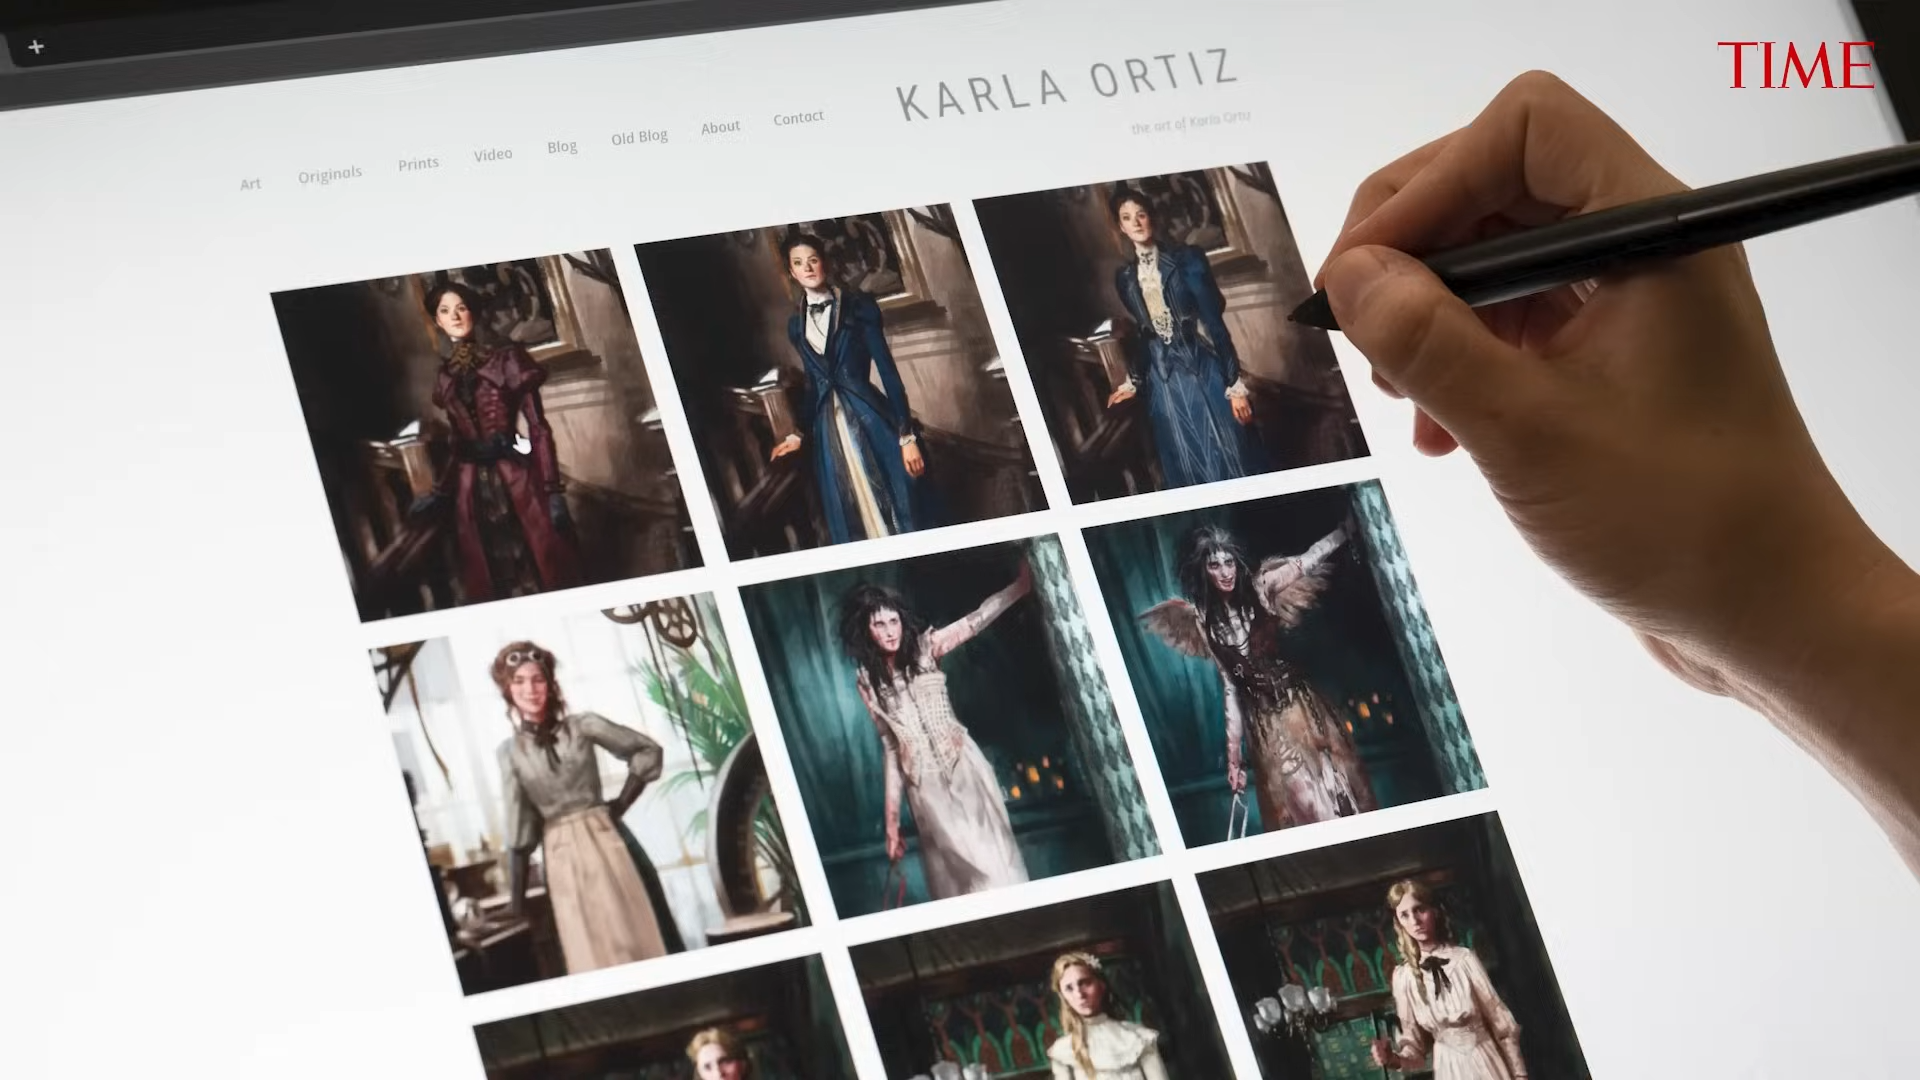 TIME
KARLA ORTIZ
the art of Karla Ortiz
Art Originals Prints Video Blog Old Blog About Contact